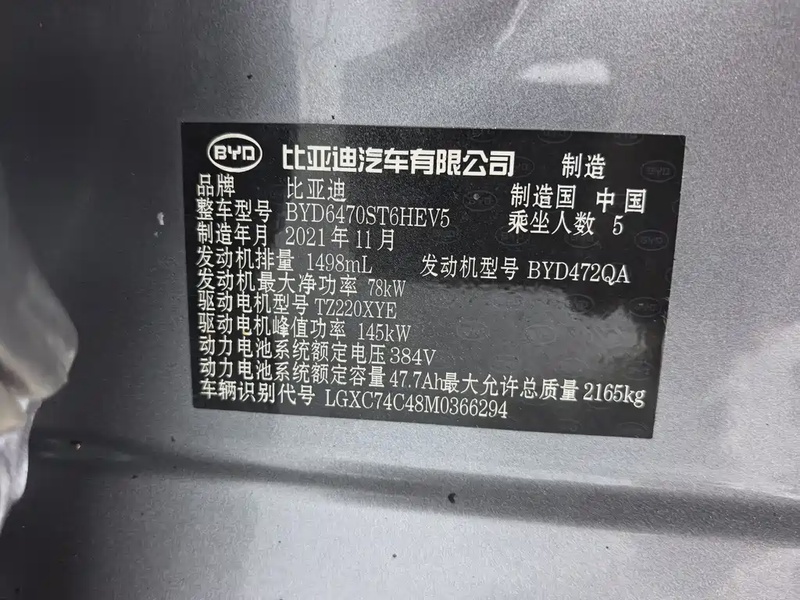 BYD 比亚迪汽车有限公司 制造
品牌 比亚迪 制造国 中国
整车型号 BYD6470ST6HEV5 乘坐人数 5
制造年月 2021年11月
发动机排量 1498mL 发动机型号 BYD472QA
发动机最大净功率 78kW
驱动电机型号 TZ220XYE
驱动电机峰值功率 145kW
动力电池系统额定电压 384V
动力电池系统额定容量 47.7Ah 最大允许总质量 2165kg
车辆识别代号 LGXC74C48M0366294